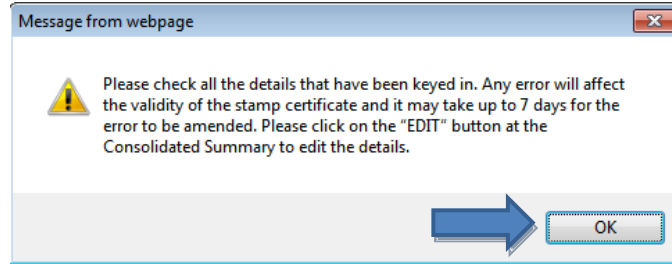 Message from webpage
Please check all the details that have been keyed in. Any error will affect
the validity of the stamp certificate and it may take up to 7 days for the
error to be amended. Please click on the “EDIT” button at the
Consolidated Summary to edit the details.
OK